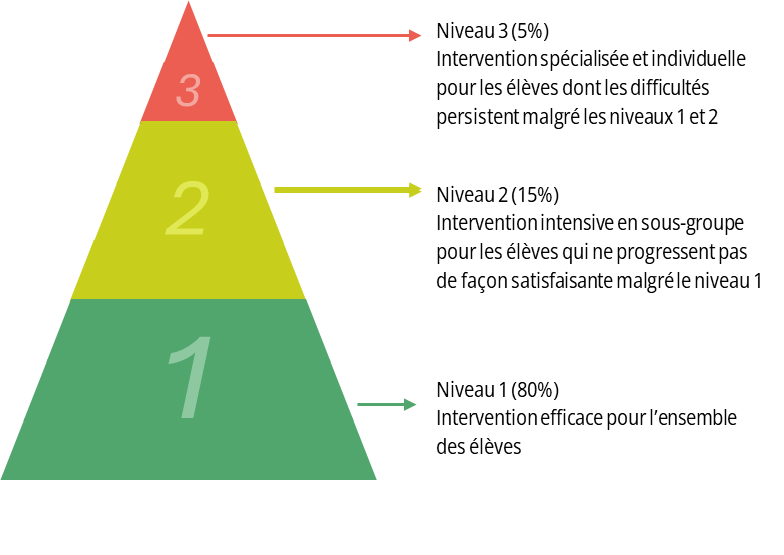 3
Niveau 3 (5%)
Intervention spécialisée et individuelle
pour les élèves dont les difficultés
persistent malgré les niveaux 1 et 2
2
Niveau 2 (15%)
Intervention intensive en sous-groupe
pour les élèves qui ne progressent pas
de façon satisfaisante malgré le niveau 1
1
Niveau 1 (80%)
Intervention efficace pour l’ensemble
des élèves